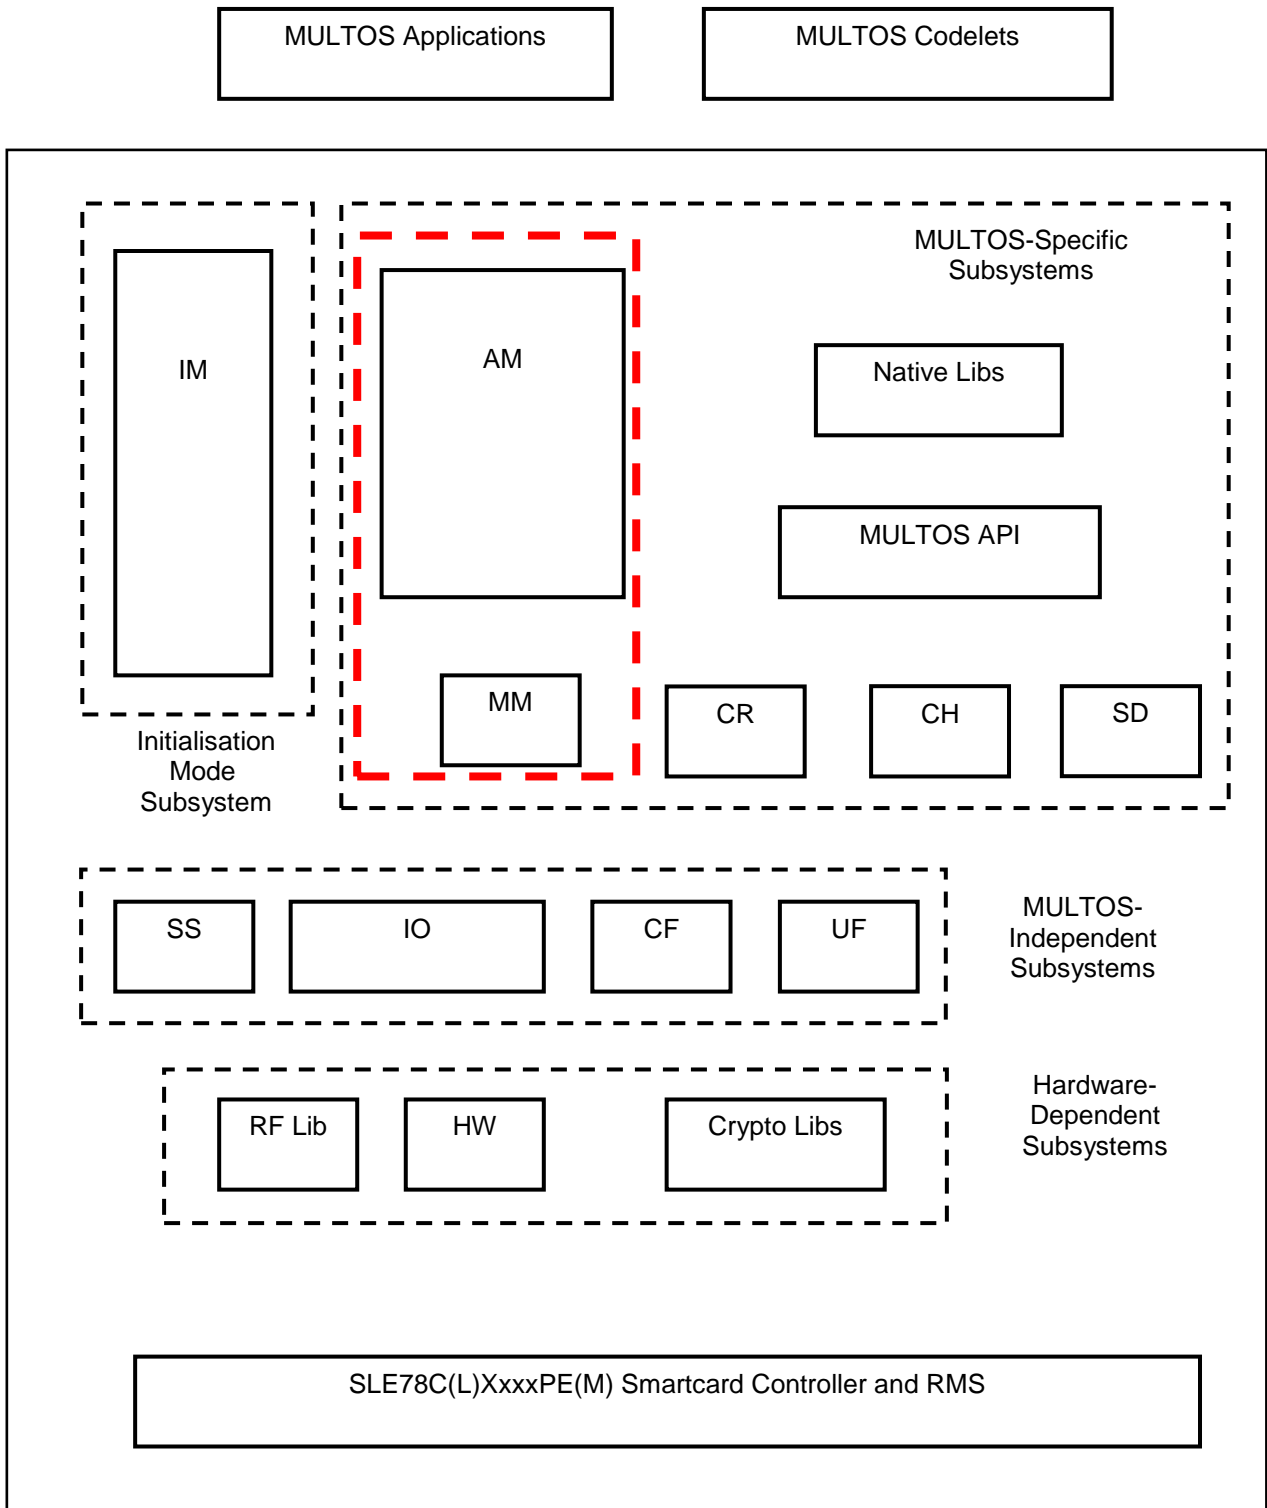 MULTOS Applications
MULTOS Codelets
MULTOS-Specific
Subsystems
IM
AM
Native Libs
MULTOS API
MM
CR
CH
SD
Initialisation
Mode
Subsystem
SS
IO
CF
UF
MULTOS-
Independent
Subsystems
RF Lib
HW
Crypto Libs
Hardware-
Dependent
Subsystems
SLE78C(L)XxxxPE(M) Smartcard Controller and RMS